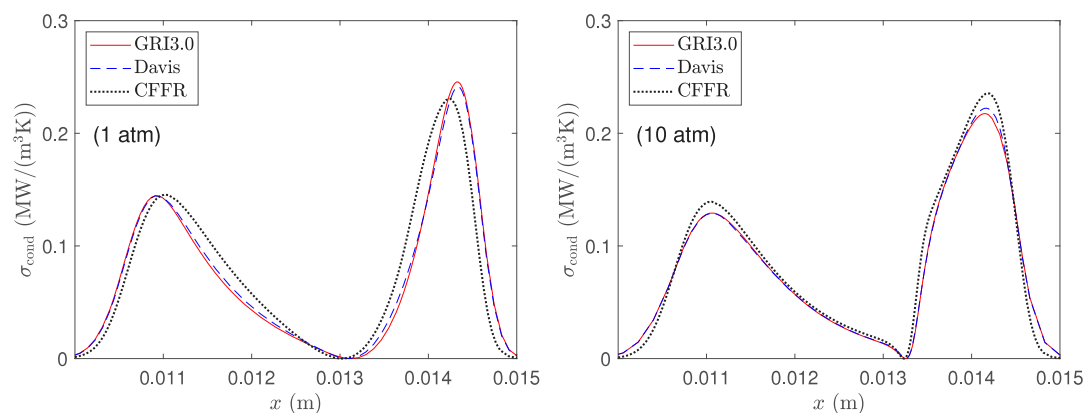 0.3
GRI3.0
Davis
CFFR
(1 atm)
0.2
0.1
0
σcond (MW/(m³K)
0.011 0.012 0.013 0.014 0.015
x (m)
0.3
GRI3.0
Davis
CFFR
(10 atm)
0.2
0.1
0
σcond (MW/(m³K)
0.011 0.012 0.013 0.014 0.015
x (m)